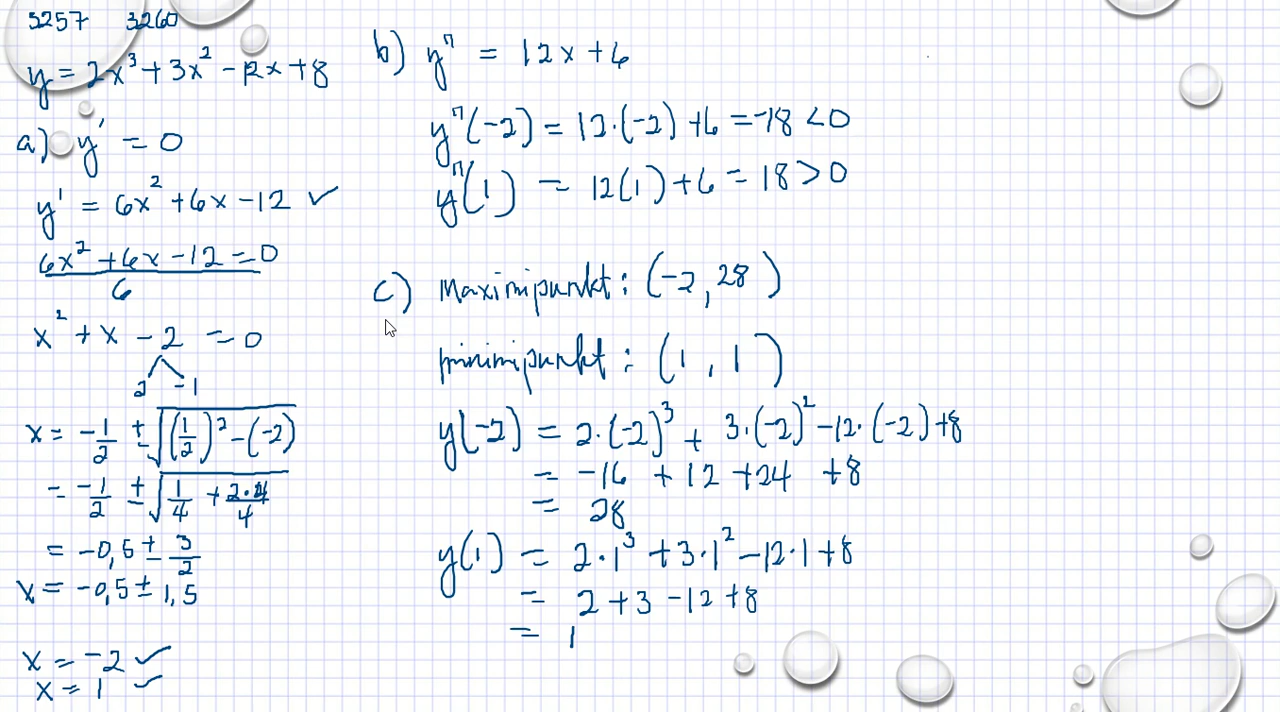 3257 3260
y = 2x³ + 3x² - 12x + 8
a) y' = 0
y' = 6x² + 6x - 12 ✓
6x² + 6x - 12 = 0
6
x² + x - 2 = 0
2 -1
x = -1/2 ± √((1/2)² - (-2))
= -1/2 ± √(1/4 + 2·4/4)
= -0,5 ± 3/2
x = -0,5 ± 1,5
x = -2 ✓
x = 1 ✓
b) y" = 12x + 6
y"(-2) = 12·(-2) + 6 = -18 < 0
y"(1) = 12(1) + 6 = 18 > 0
c) Maximipunkt: (-2, 28)
minimipunkt: (1, 1)
y(-2) = 2·(-2)³ + 3·(-2)² - 12·(-2) + 8
= -16 + 12 + 24 + 8
= 28
y(1) = 2·1³ + 3·1² - 12·1 + 8
= 2 + 3 - 12 + 8
= 1